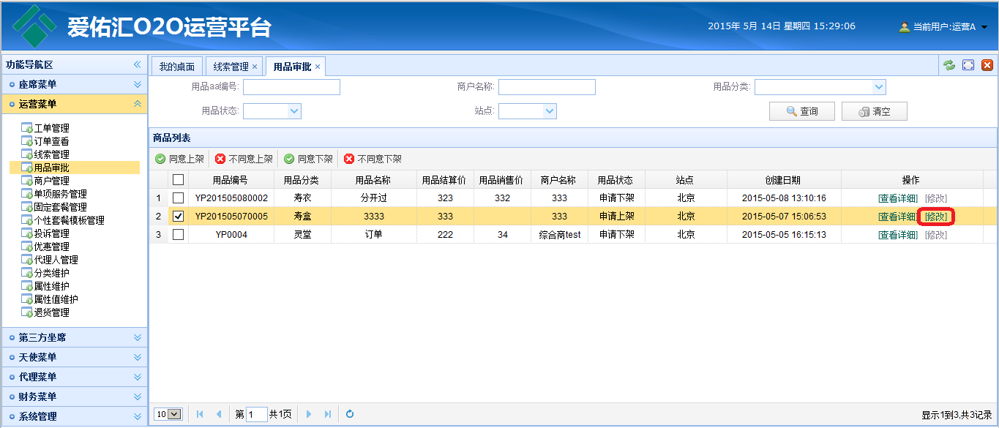 爱佑汇O2O运营平台
2015年 5月 14日 星期四 15:29:06
当前用户:运营A
功能导航区
座席菜单
运营菜单
工单管理
订单查看
线索管理
用品审批
商户管理
单项服务管理
固定套餐管理
个性套餐模板管理
投诉管理
优惠管理
代理人管理
分类维护
属性维护
属性值维护
退货管理
第三方坐席
天使菜单
代理菜单
财务菜单
系统管理
我的桌面 线索管理 × 用品审批 ×
用品aa编号: 商户名称: 用品分类:
用品状态: 站点: 查询 清空
商品列表
同意上架 不同意上架 同意下架 不同意下架
用品编号 用品分类 用品名称 用品结算价 用品销售价 商户名称 用品状态 站点 创建日期 操作
1 YP201505080002 寿衣 分开过 323 332 333 申请下架 北京 2015-05-08 13:10:16 [查看详细] [修改]
2 YP201505070005 寿盒 3333 333 333 申请上架 北京 2015-05-07 15:06:53 [查看详细] [修改]
3 YP0004 灵堂 订单 222 34 综合商test 申请下架 北京 2015-05-05 16:15:13 [查看详细] [修改]
10 第 1 共1页
显示1到3,共3记录